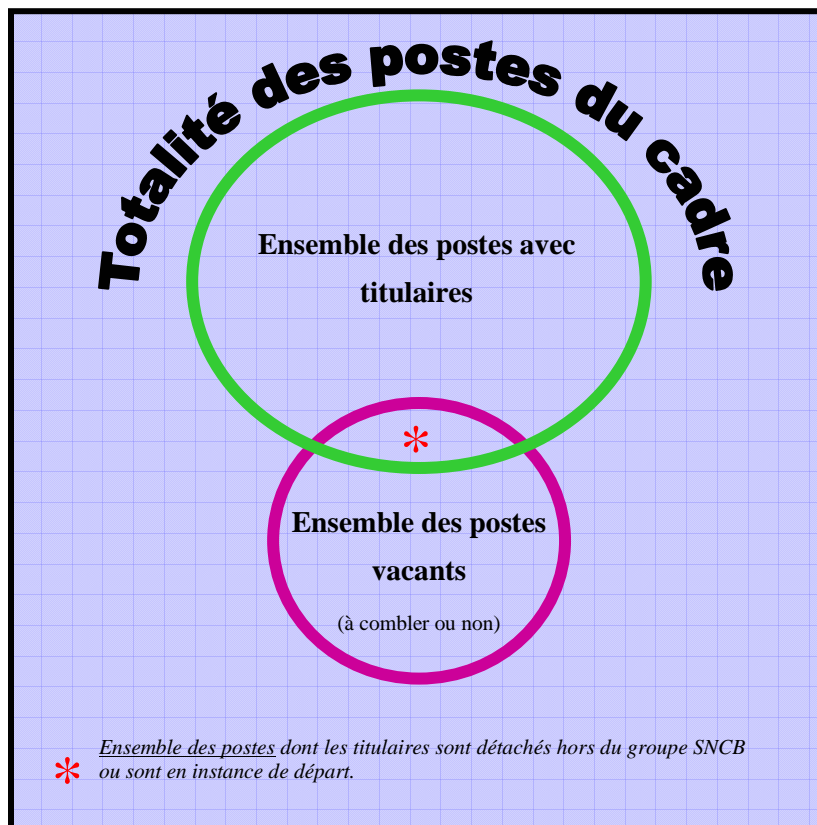 Totalité des postes du cadre
Ensemble des postes avec
titulaires
*
Ensemble des postes
vacants
(à combler ou non)
* Ensemble des postes dont les titulaires sont détachés hors du groupe SNCB
ou sont en instance de départ.